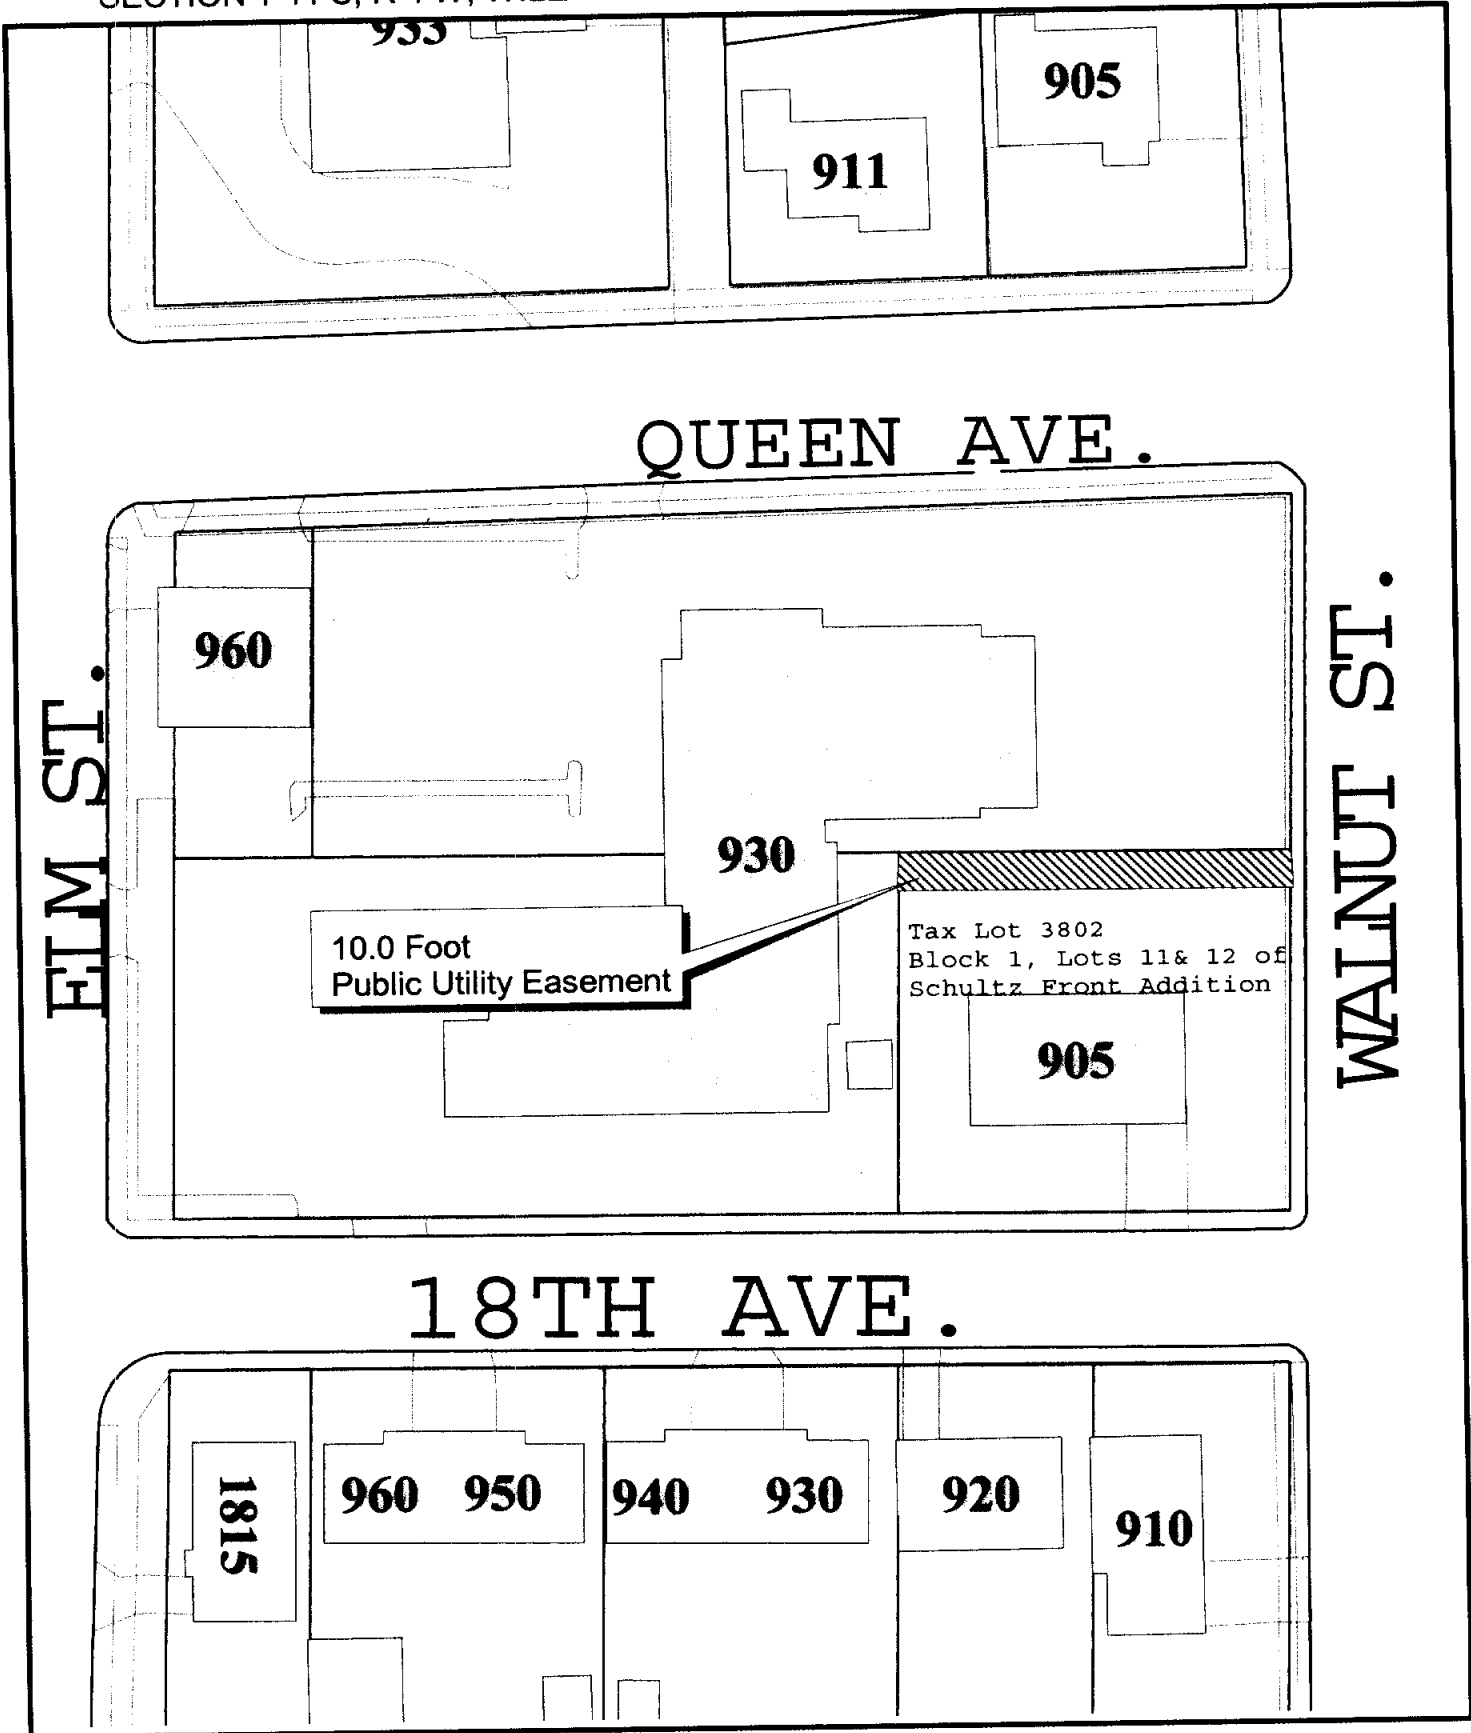 933
905
911
QUEEN AVE.
960
ELM ST.
WALNUT ST.
930
10.0 Foot
Public Utility Easement
Tax Lot 3802
Block 1, Lots 11& 12 of
Schultz Front Addition
905
18TH AVE.
1815
960
950
940
930
920
910